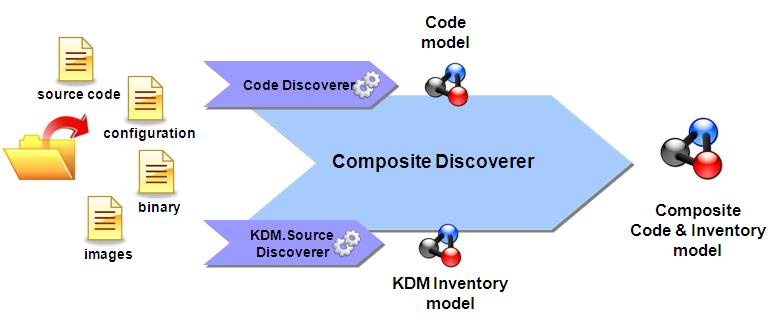 source code
configuration
binary
images
Code Discoverer
KDM.Source
Discoverer
Composite Discoverer
Code
model
KDM Inventory
model
Composite
Code & Inventory
model